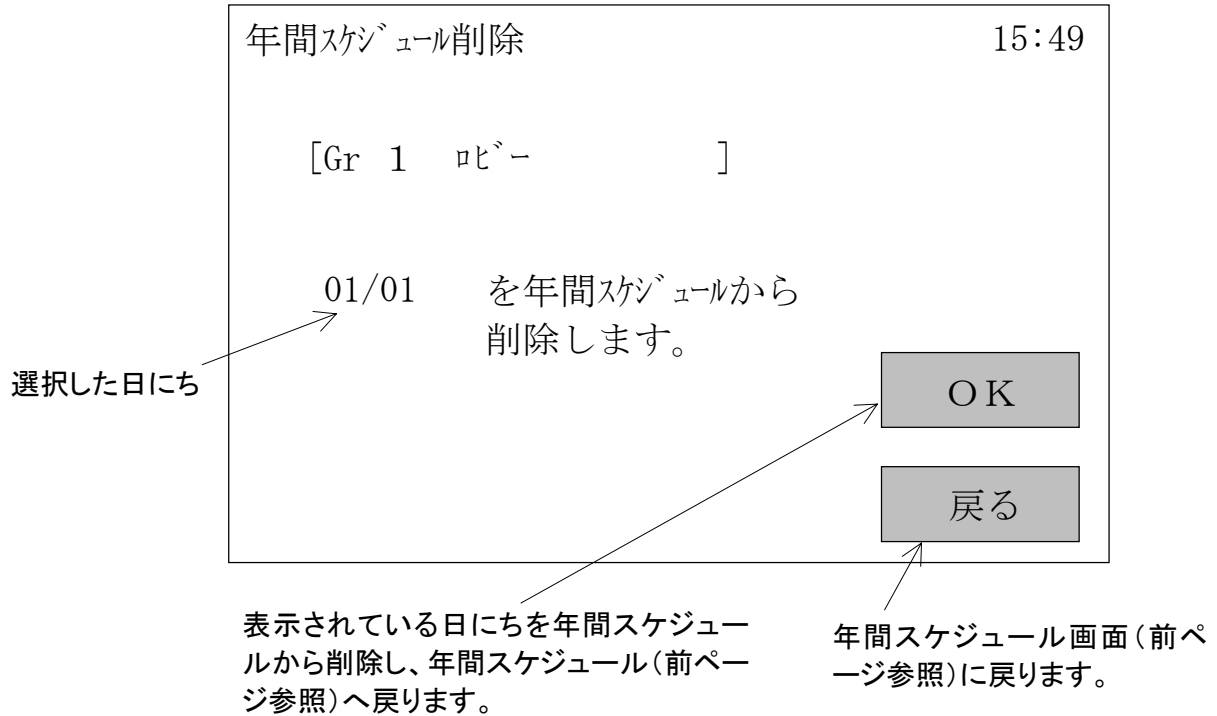 年間ｽｹｼﾞｭｰﾙ削除 15:49
[Gr 1 ﾛﾋﾞｰ ]
01/01 を年間ｽｹｼﾞｭｰﾙから
削除します。
選択した日にち
ＯＫ
戻る
表示されている日にちを年間スケジュー
ルから削除し、年間スケジュール（前ペー
ジ参照）へ戻ります。
年間スケジュール画面（前ペ
ージ参照）に戻ります。